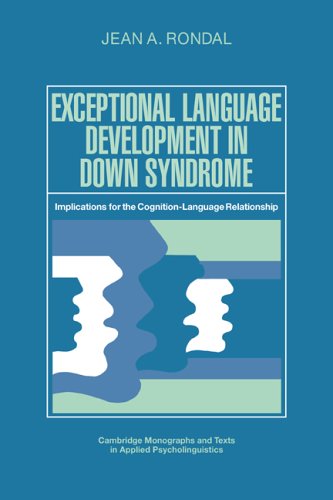 JEAN A. RONDAL
EXCEPTIONAL LANGUAGE
DEVELOPMENT IN
DOWN SYNDROME
Implications for the Cognition-Language Relationship
Cambridge Monographs and Texts
in Applied Psycholinguistics